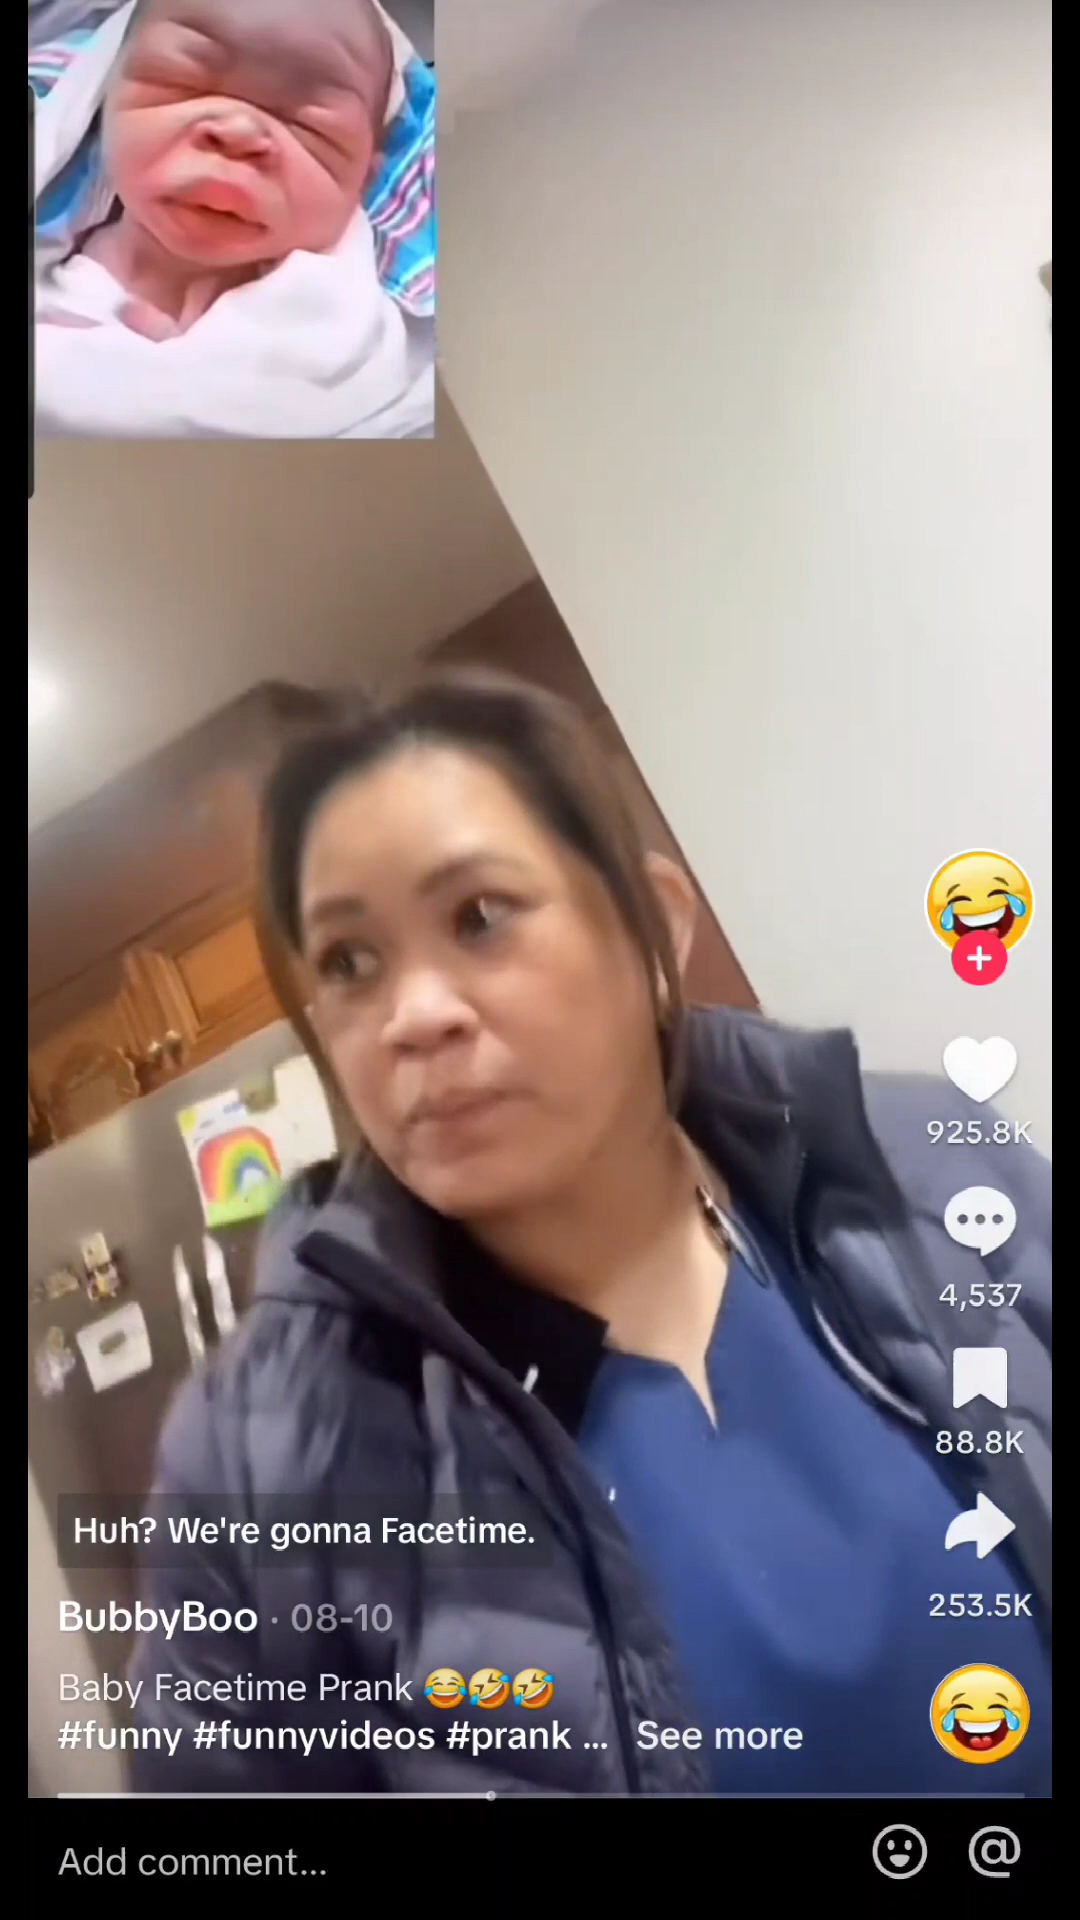 925.8K
4,537
88.8K
253.5K
Huh? We're gonna Facetime.
BubbyBoo · 08-10
Baby Facetime Prank 😂🤣🤣
#funny #funnyvideos #prank ... See more
Add comment...